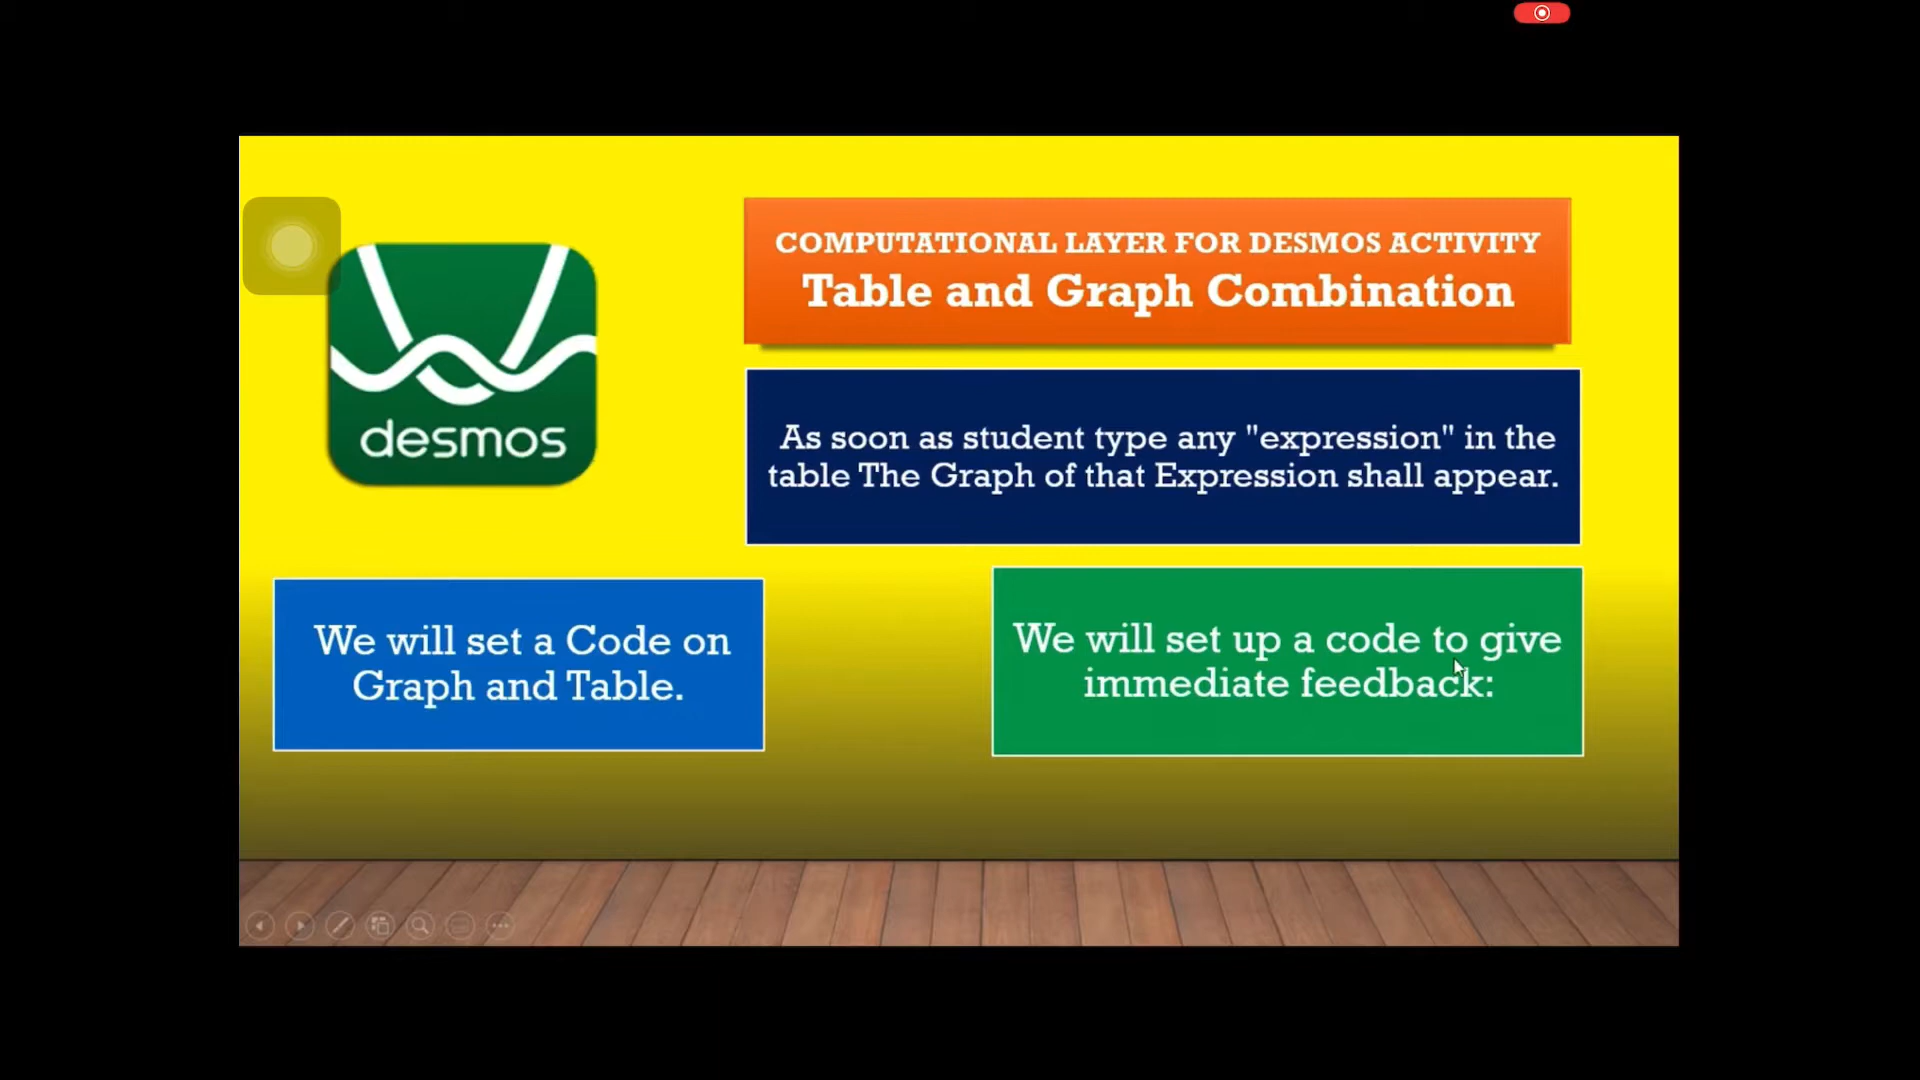 COMPUTATIONAL LAYER FOR DESMOS ACTIVITY
Table and Graph Combination
desmos
As soon as student type any "expression" in the
table The Graph of that Expression shall appear.
We will set a Code on
Graph and Table.
We will set up a code to give
immediate feedback: